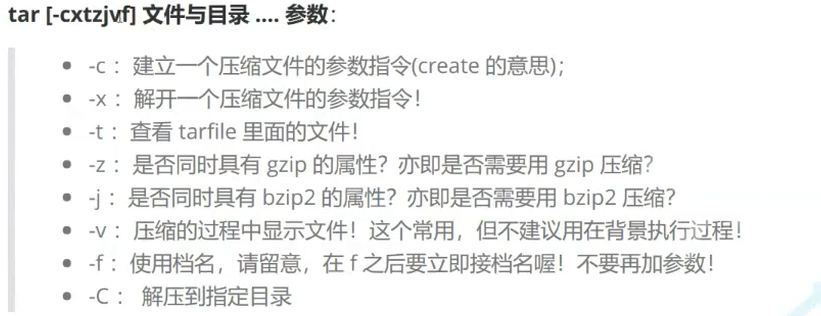 tar [-cxtzjvf] 文件与目录 .... 参数：
-c ：建立一个压缩文件的参数指令(create 的意思)；
-x ：解开一个压缩文件的参数指令！
-t ：查看 tarfile 里面的文件！
-z ：是否同时具有 gzip 的属性？亦即是否需要用 gzip 压缩？
-j ：是否同时具有 bzip2 的属性？亦即是否需要用 bzip2 压缩？
-v ：压缩的过程中显示文件！这个常用，但不建议用在背景执行过程！
-f ：使用档名，请留意，在 f 之后要立即接档名喔！不要再加参数！
-C ： 解压到指定目录